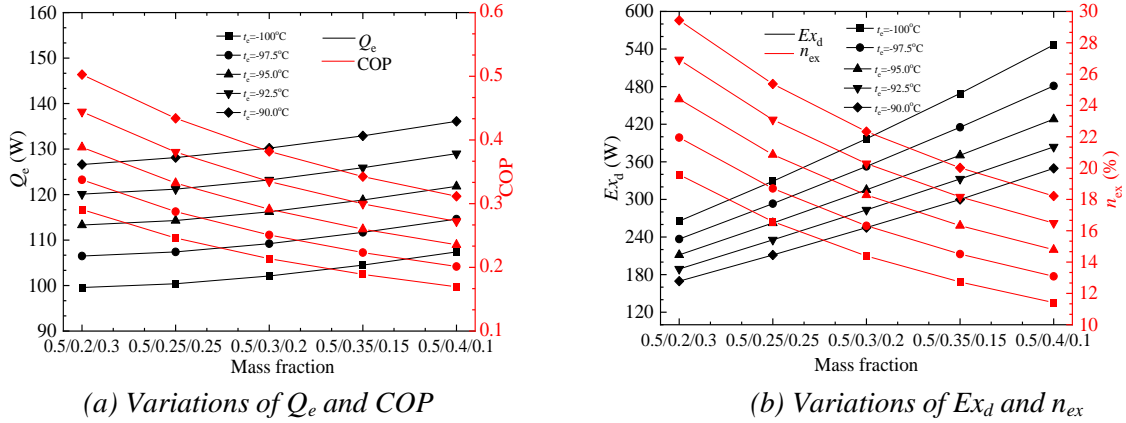 160
150
140
130
120
110
100
90
Qe (W)
tₑ=-100°C
tₑ=-97.5°C
tₑ=-95.0°C
tₑ=-92.5°C
tₑ=-90.0°C
Qₑ
COP
0.6
0.5
0.4
0.3
0.2
0.1
COP
0.5/0.2/0.3 0.5/0.25/0.25 0.5/0.3/0.2 0.5/0.35/0.15 0.5/0.4/0.1
Mass fraction
(a) Variations of Qₑ and COP
600
540
480
420
360
300
240
180
120
Ex_d (W)
tₑ=-100°C
tₑ=-97.5°C
tₑ=-95.0°C
tₑ=-92.5°C
tₑ=-90.0°C
Ex_d
n_ex
30
28
26
24
22
20
18
16
14
12
10
n_ex (%)
0.5/0.2/0.3 0.5/0.25/0.25 0.5/0.3/0.2 0.5/0.35/0.15 0.5/0.4/0.1
Mass fraction
(b) Variations of Ex_d and n_ex